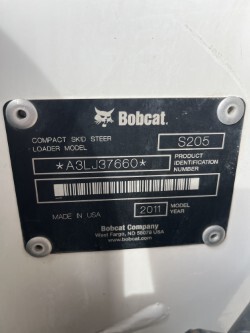 Bobcat.
COMPACT SKID STEER
LOADER MODEL
S205
*A3LJ37660*
PRODUCT
IDENTIFICATION
NUMBER
MADE IN USA
2011
MODEL
YEAR
Bobcat Company
West Fargo, ND 58078 USA
www.bobcat.com